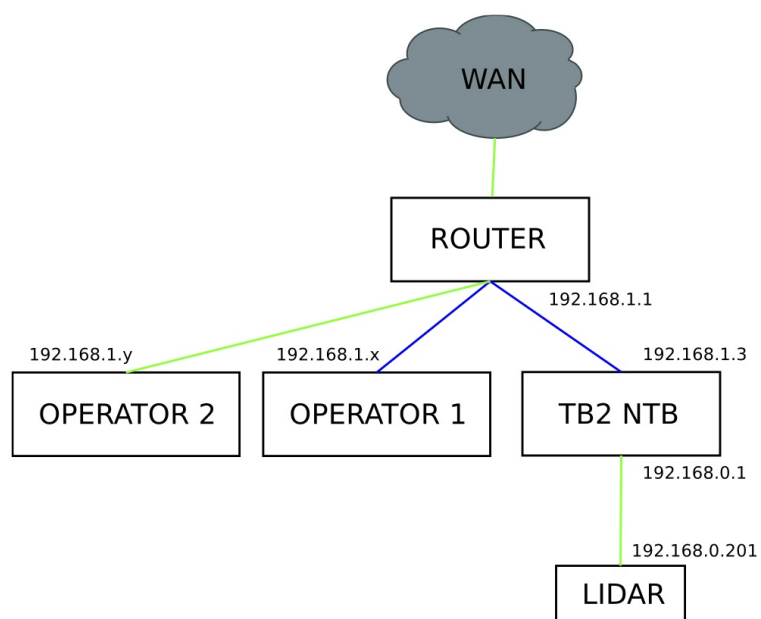 WAN
ROUTER
192.168.1.1
192.168.1.y
192.168.1.x
192.168.1.3
OPERATOR 2
OPERATOR 1
TB2 NTB
192.168.0.1
192.168.0.201
LIDAR